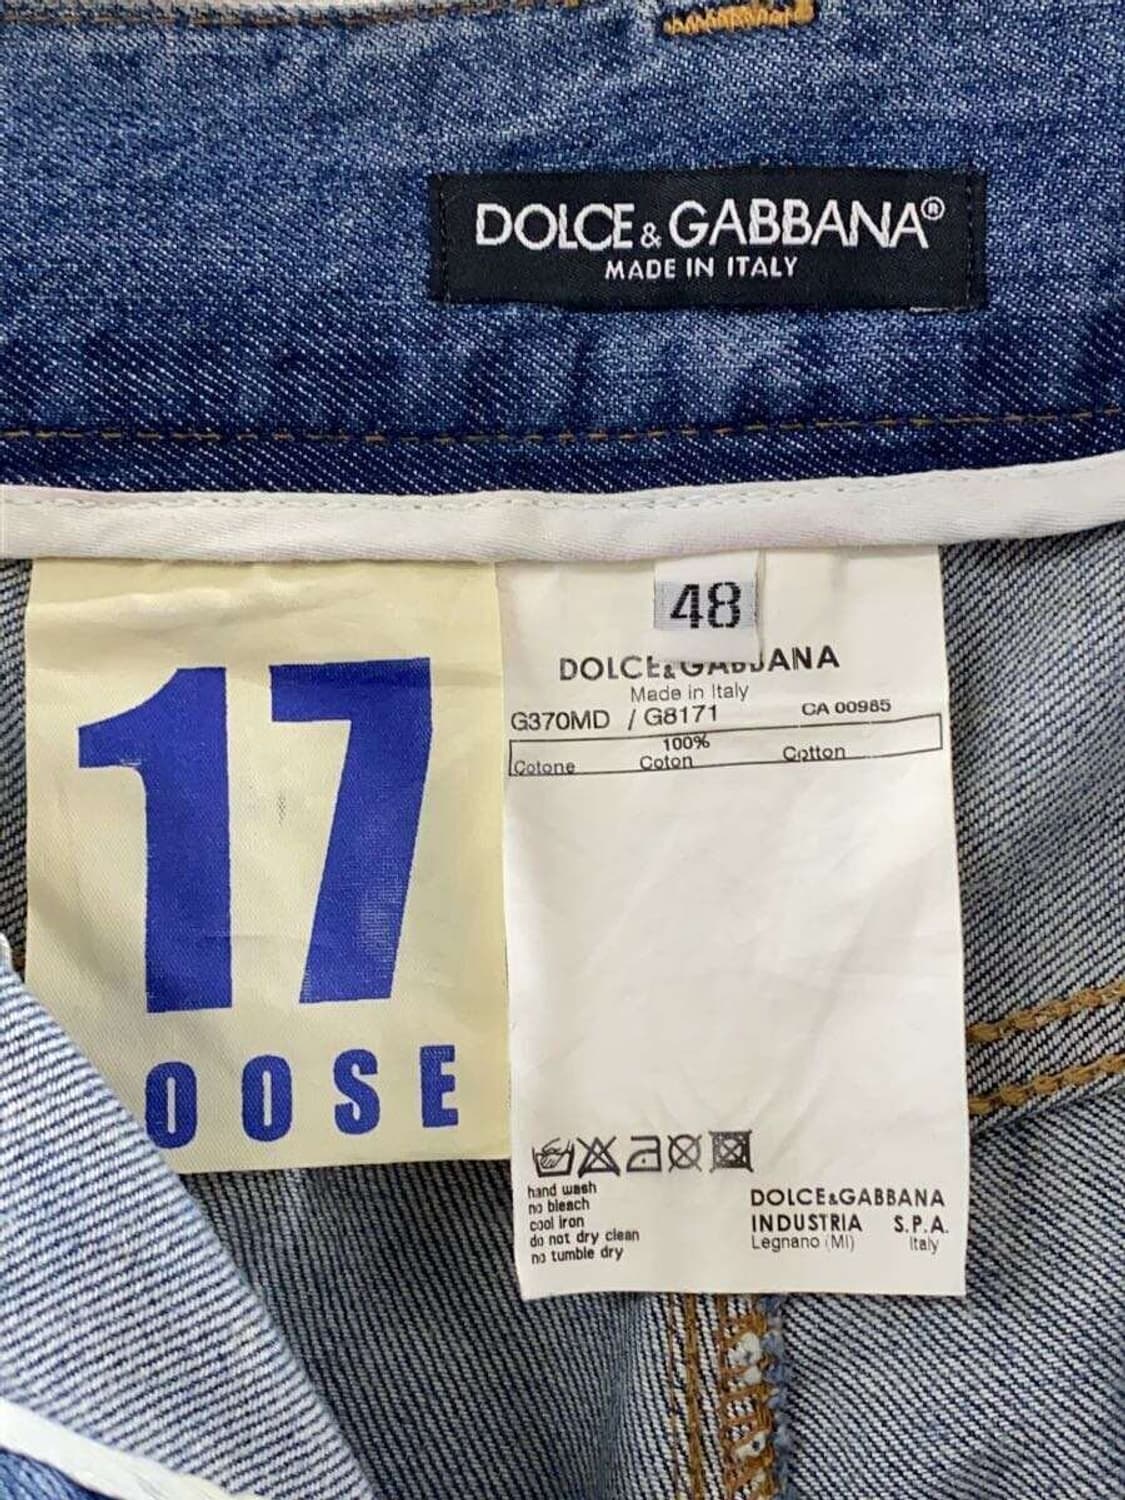 DOLCE & GABBANA®
MADE IN ITALY
17
OOSE
48
DOLCE&GABBANA
Made in Italy
G370MD / G8171 CA 00985
100%
Cotone Coton Cotton
hand wash
no bleach
cool iron
do not dry clean
no tumble dry
DOLCE&GABBANA
INDUSTRIA S.P.A.
Legnano (MI) Italy